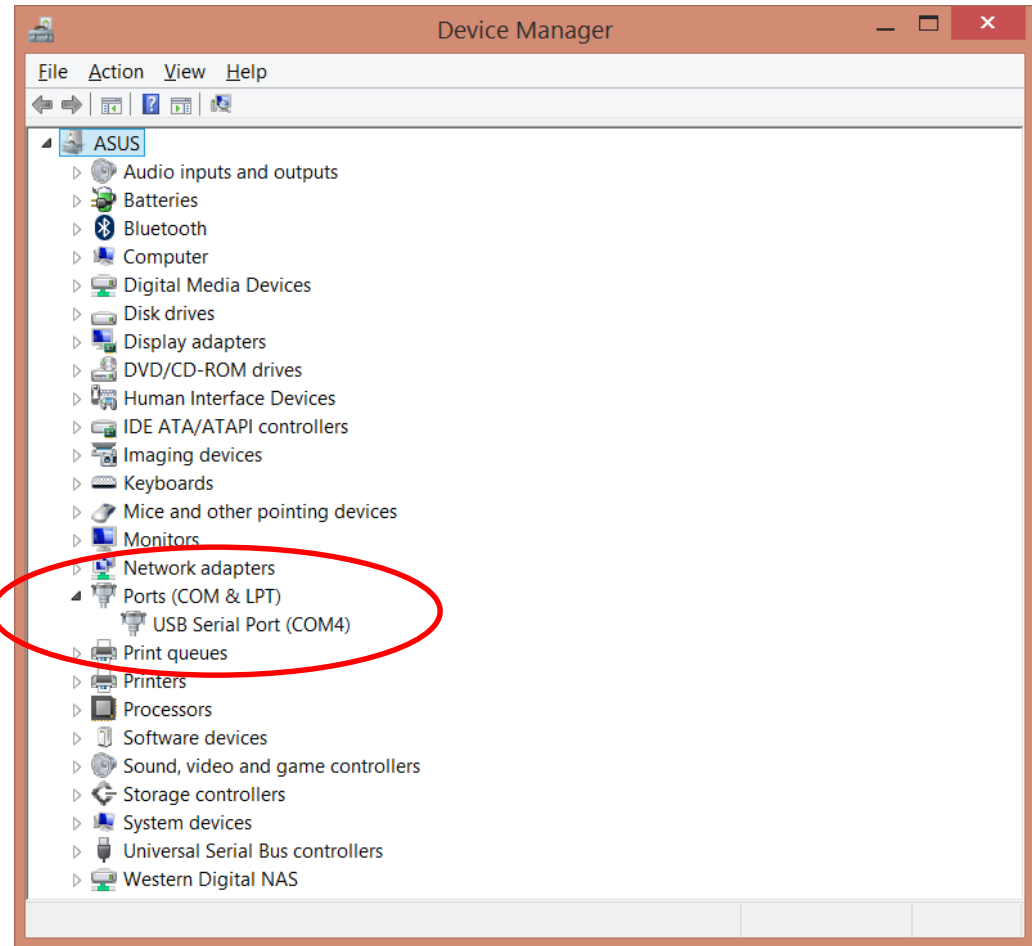 Device Manager
File Action View Help
ASUS
Audio inputs and outputs
Batteries
Bluetooth
Computer
Digital Media Devices
Disk drives
Display adapters
DVD/CD-ROM drives
Human Interface Devices
IDE ATA/ATAPI controllers
Imaging devices
Keyboards
Mice and other pointing devices
Monitors
Network adapters
Ports (COM & LPT)
USB Serial Port (COM4)
Print queues
Printers
Processors
Software devices
Sound, video and game controllers
Storage controllers
System devices
Universal Serial Bus controllers
Western Digital NAS